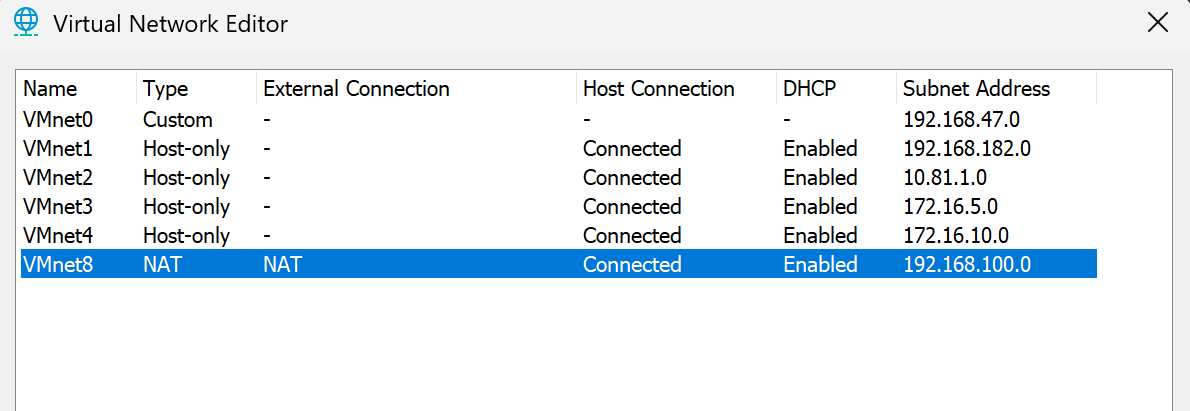 Virtual Network Editor
Name Type External Connection Host Connection DHCP Subnet Address
VMnet0 Custom - - - 192.168.47.0
VMnet1 Host-only - Connected Enabled 192.168.182.0
VMnet2 Host-only - Connected Enabled 10.81.1.0
VMnet3 Host-only - Connected Enabled 172.16.5.0
VMnet4 Host-only - Connected Enabled 172.16.10.0
VMnet8 NAT NAT Connected Enabled 192.168.100.0